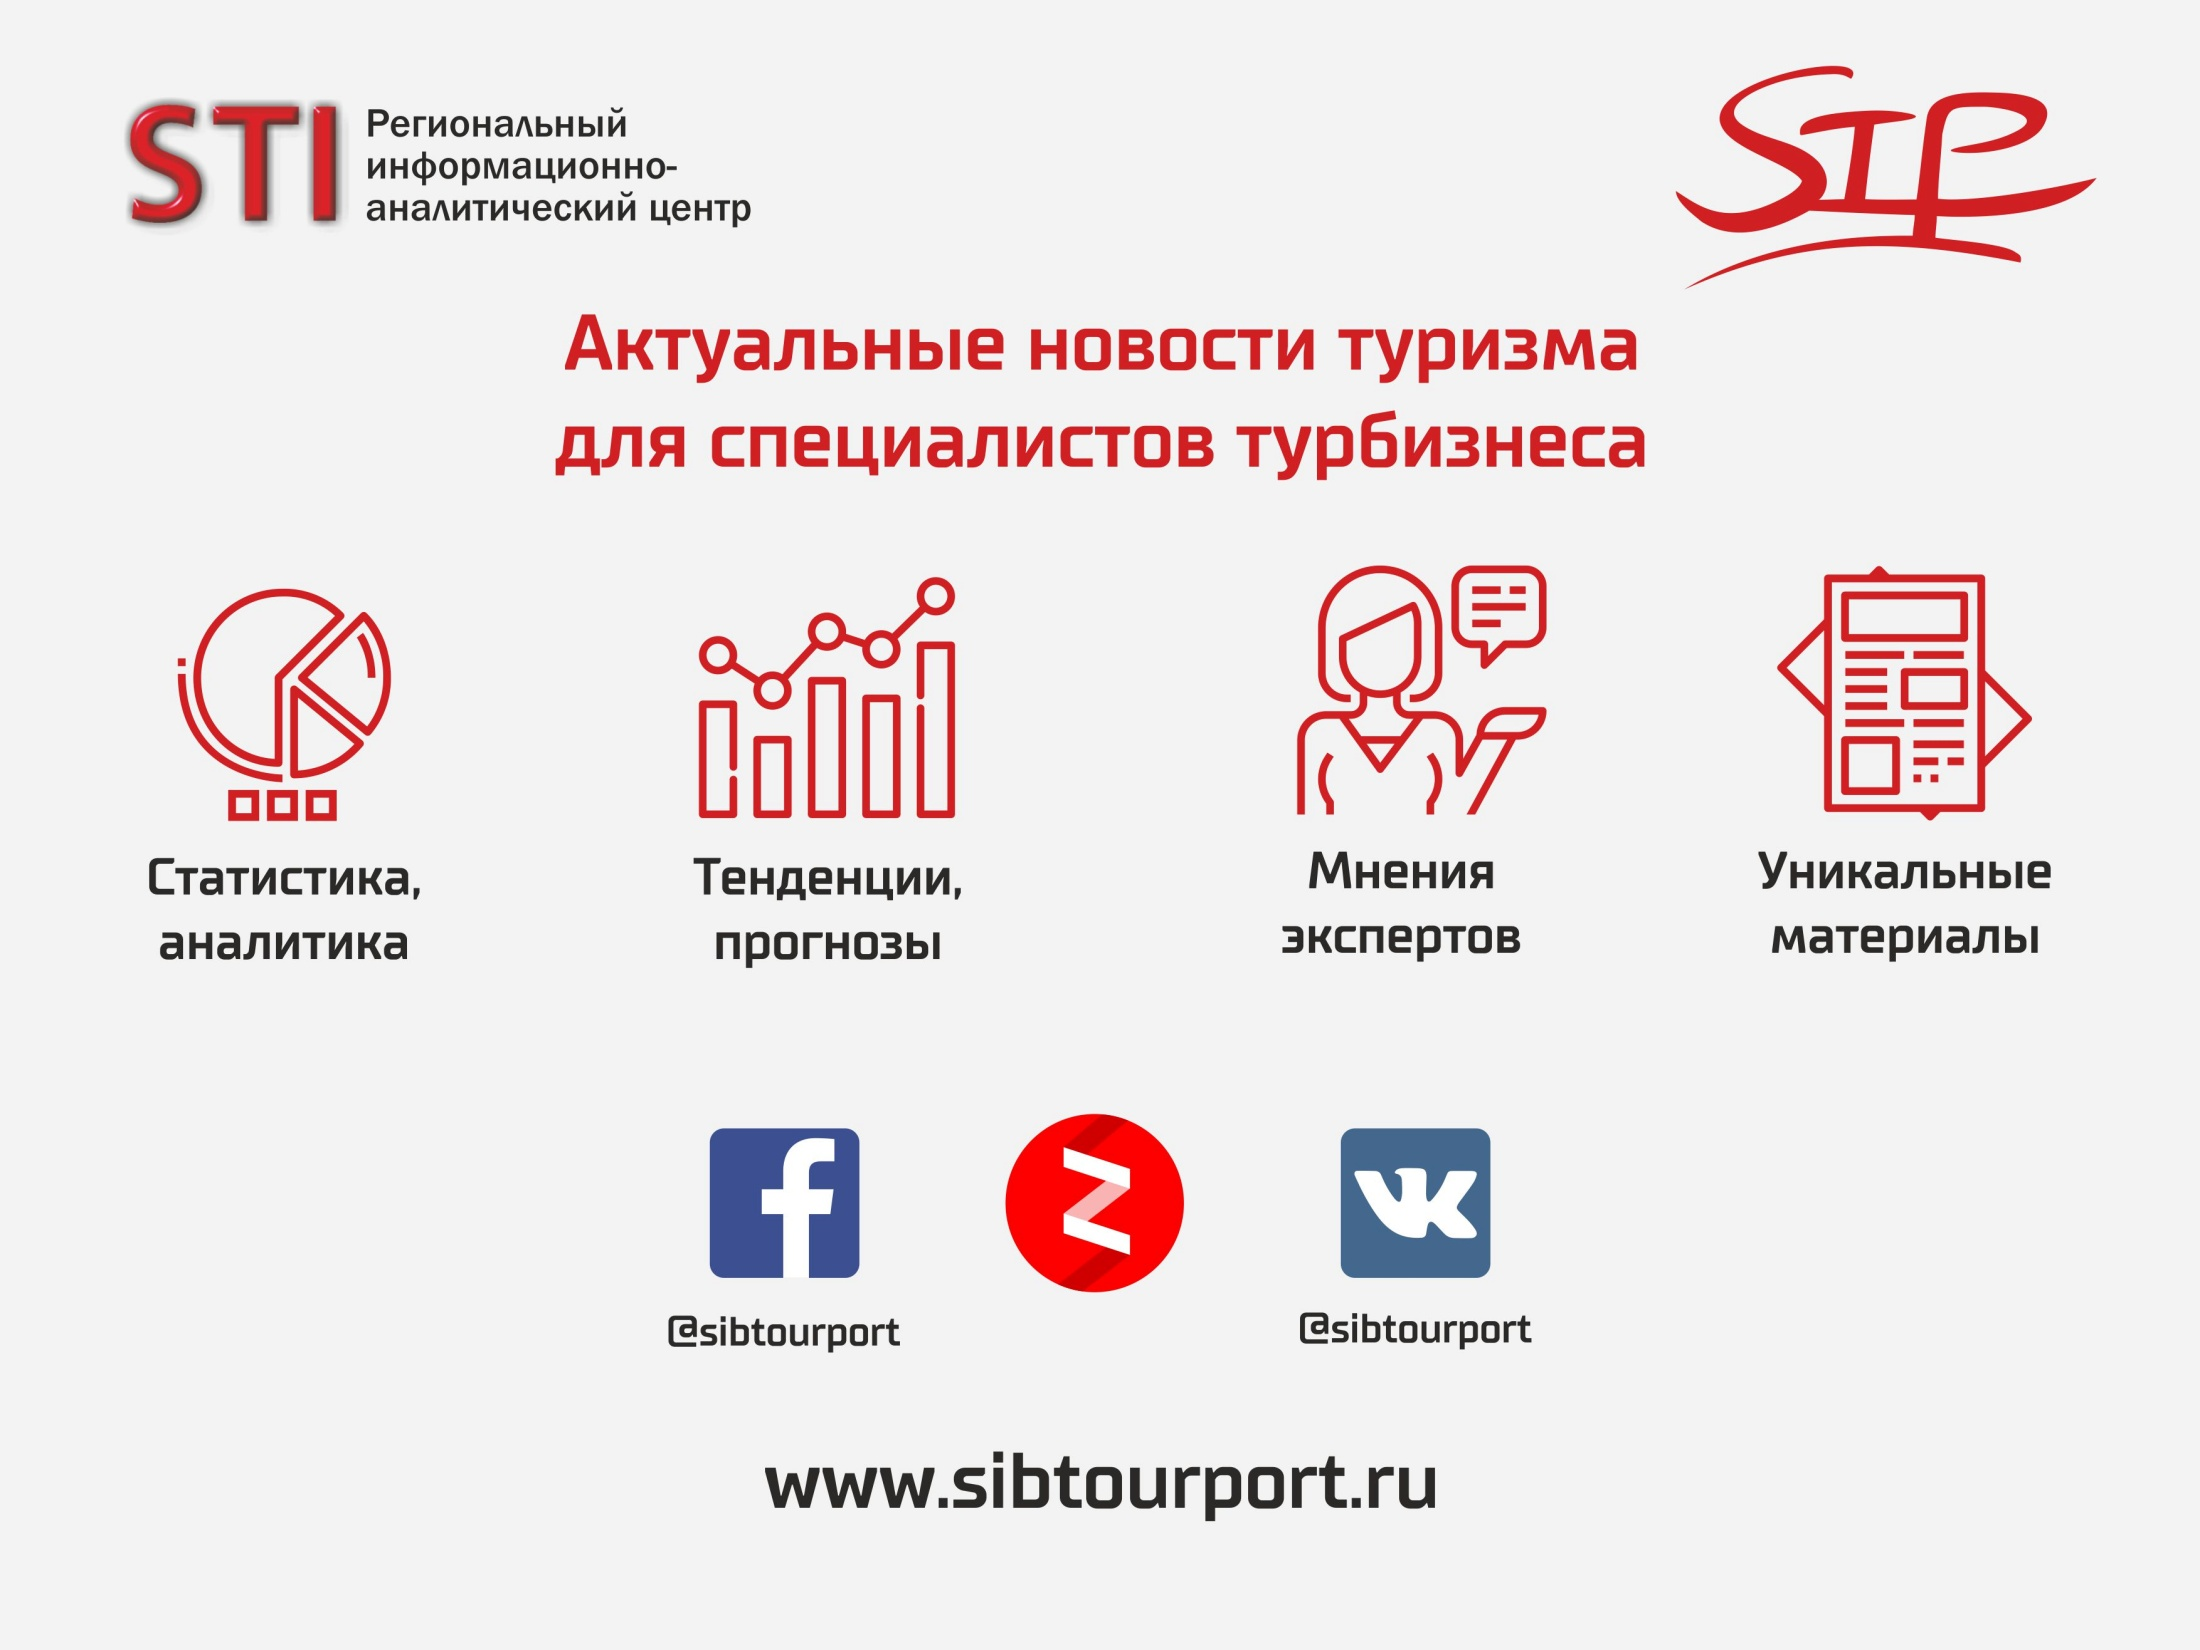 STI
Региональный
информационно-
аналитический центр
STP
Актуальные новости туризма
для специалистов турбизнеса
Статистика,
аналитика
Тенденции,
прогнозы
Мнения
экспертов
Уникальные
материалы
@sibtourport
@sibtourport
www.sibtourport.ru